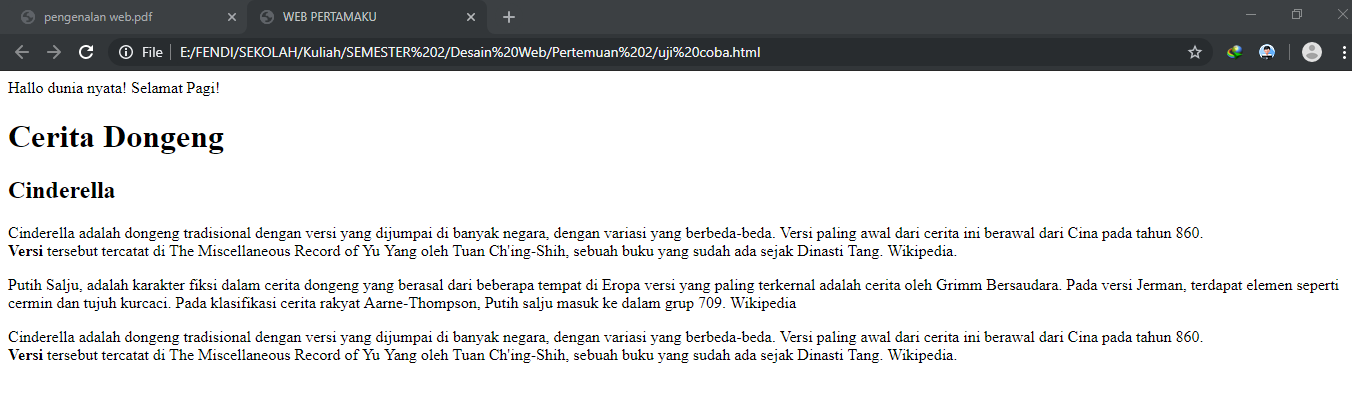 pengenalan web.pdf
WEB PERTAMAKU
File
E:/FENDI/SEKOLAH/Kuliah/SEMESTER%202/Desain%20Web/Pertemuan%202/uji%20coba.html
Hallo dunia nyata! Selamat Pagi!
Cerita Dongeng
Cinderella
Cinderella adalah dongeng tradisional dengan versi yang dijumpai di banyak negara, dengan variasi yang berbeda-beda. Versi paling awal dari cerita ini berawal dari Cina pada tahun 860.
Versi tersebut tercatat di The Miscellaneous Record of Yu Yang oleh Tuan Ch'ing-Shih, sebuah buku yang sudah ada sejak Dinasti Tang. Wikipedia.
Putih Salju, adalah karakter fiksi dalam cerita dongeng yang berasal dari beberapa tempat di Eropa versi yang paling terkernal adalah cerita oleh Grimm Bersaudara. Pada versi Jerman, terdapat elemen seperti
cermin dan tujuh kurcaci. Pada klasifikasi cerita rakyat Aarne-Thompson, Putih salju masuk ke dalam grup 709. Wikipedia
Cinderella adalah dongeng tradisional dengan versi yang dijumpai di banyak negara, dengan variasi yang berbeda-beda. Versi paling awal dari cerita ini berawal dari Cina pada tahun 860.
Versi tersebut tercatat di The Miscellaneous Record of Yu Yang oleh Tuan Ch'ing-Shih, sebuah buku yang sudah ada sejak Dinasti Tang. Wikipedia.